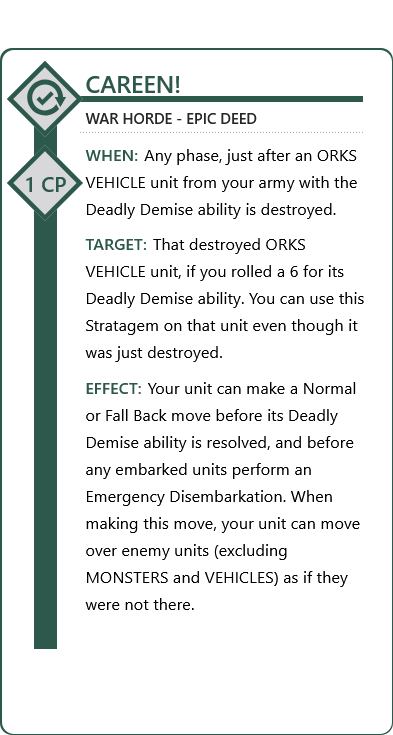 CAREEN!
WAR HORDE - EPIC DEED
1 CP
WHEN: Any phase, just after an ORKS
VEHICLE unit from your army with the
Deadly Demise ability is destroyed.
TARGET: That destroyed ORKS
VEHICLE unit, if you rolled a 6 for its
Deadly Demise ability. You can use this
Stratagem on that unit even though it
was just destroyed.
EFFECT: Your unit can make a Normal
or Fall Back move before its Deadly
Demise ability is resolved, and before
any embarked units perform an
Emergency Disembarkation. When
making this move, your unit can move
over enemy units (excluding
MONSTERS and VEHICLES) as if they
were not there.